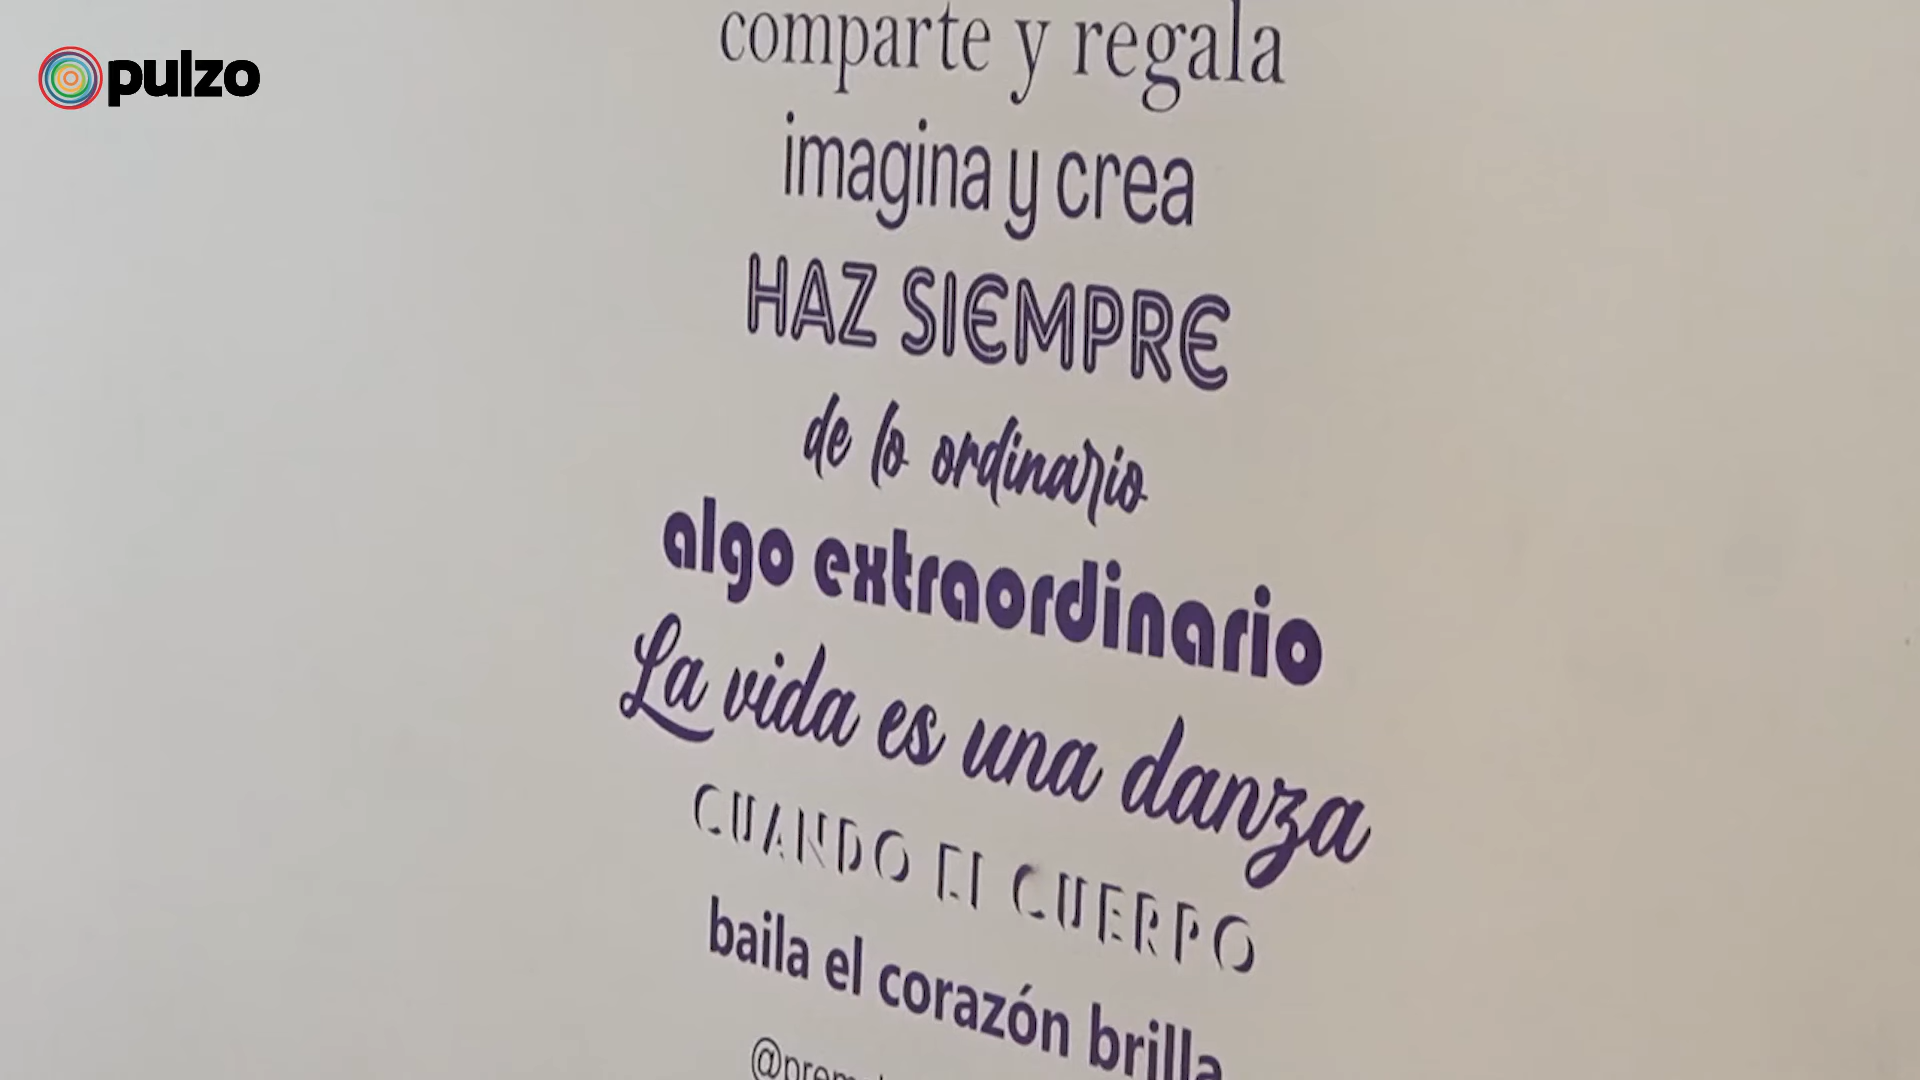 pulzo
comparte y regala
imagina y crea
HAZ SIEMPRE
de lo ordinario
algo extraordinario
La vida es una danza
CUANDO EL CUERPO
baila el corazón brilla